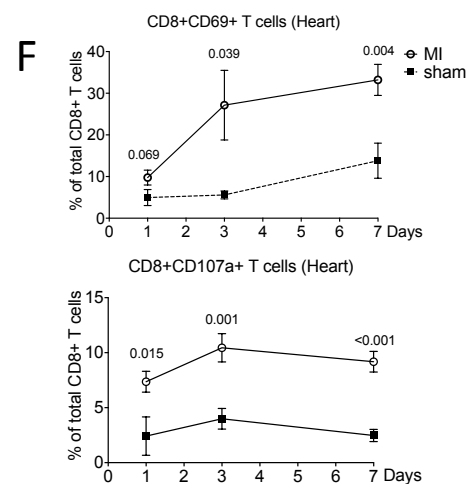 F
CD8+CD69+ T cells (Heart)
% of total CD8+ T cells
40
30
20
10
0
0.069
0.039
0.004
MI
sham
0 1 2 3 4 5 6 7 Days
CD8+CD107a+ T cells (Heart)
% of total CD8+ T cells
15
10
5
0
0.015
0.001
<0.001
0 1 2 3 4 5 6 7 Days